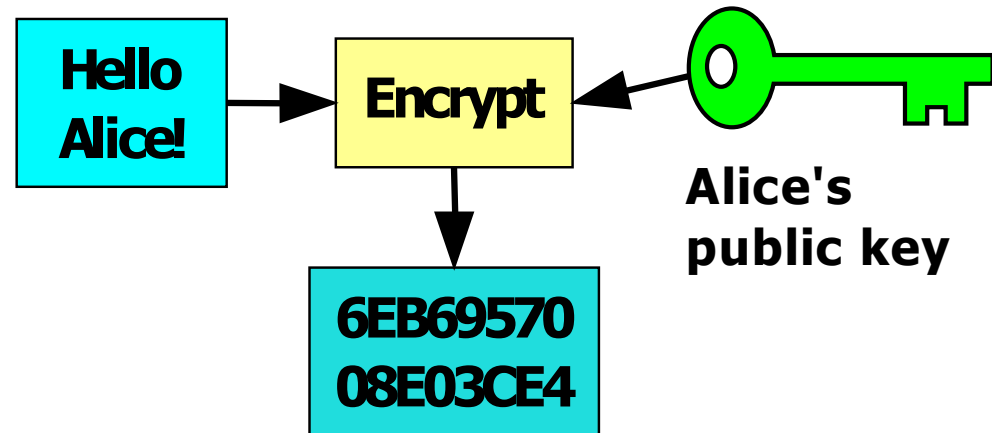 Hello
Alice!
Encrypt
Alice's
public key
6EB69570
08E03CE4